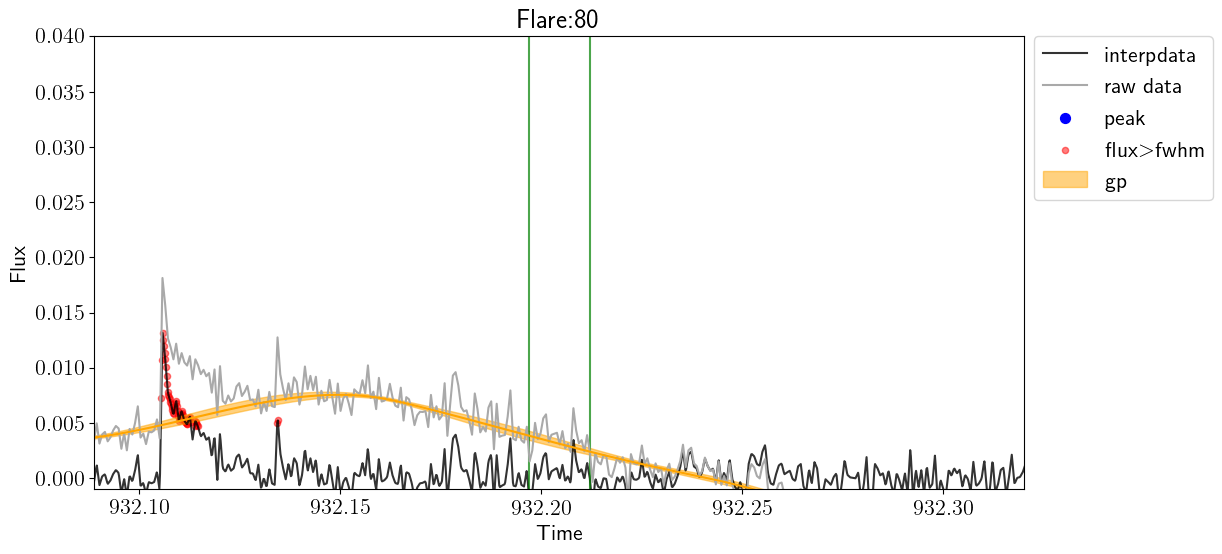 Flare:80
0.040
0.035
0.030
0.025
0.020
0.015
0.010
0.005
0.000
Flux
932.10 932.15 932.20 932.25 932.30
Time
interpdata
raw data
peak
flux>fwhm
gp